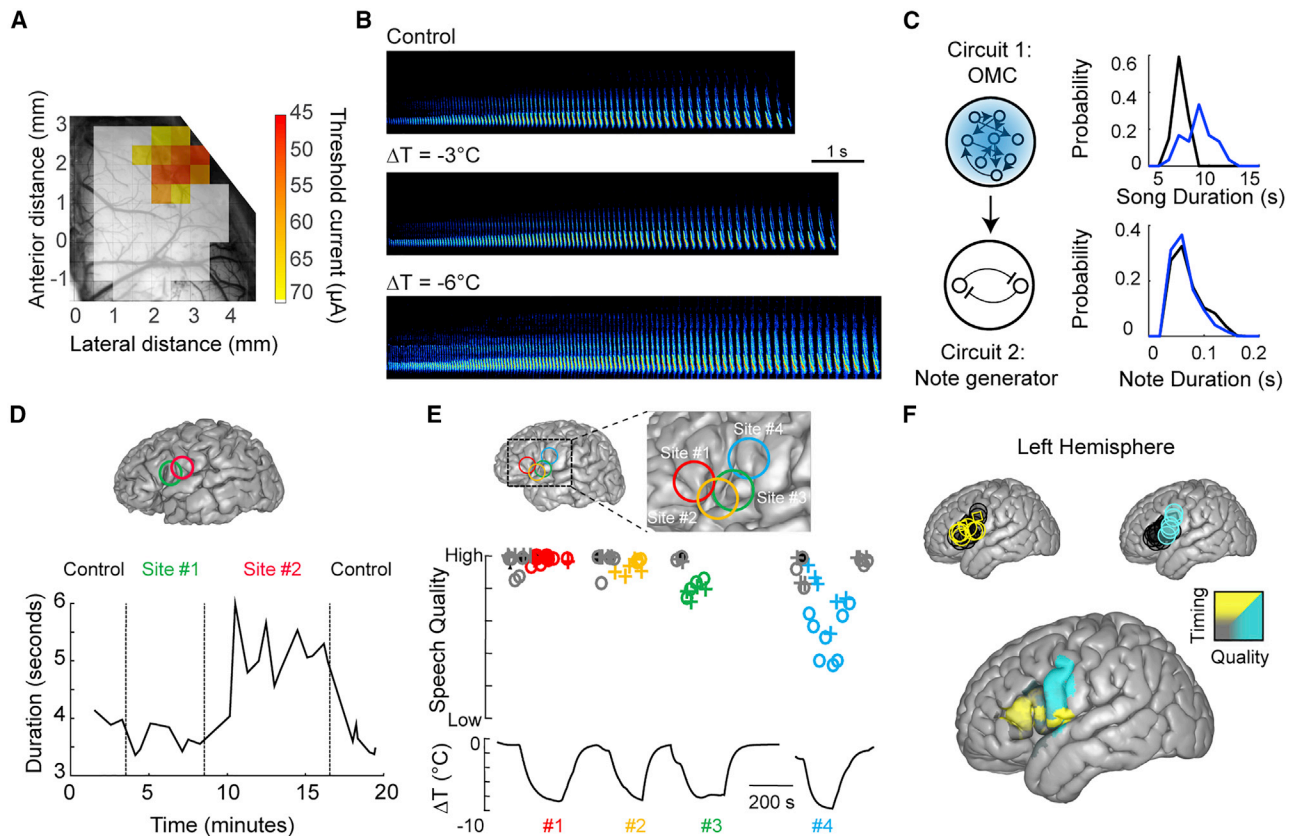 A
Anterior distance (mm)
3
2
1
0
-1
0 1 2 3 4
Lateral distance (mm)
45
50
55
60
65
70
Threshold current (µA)
B
Control
ΔT = -3°C
1 s
ΔT = -6°C
C
Circuit 1:
OMC
Circuit 2:
Note generator
Probability
0.6
0.4
0.2
0
5 10 15
Song Duration (s)
Probability
0.4
0.2
0
0 0.1 0.2
Note Duration (s)
D
Control Site #1 Site #2 Control
Duration (seconds)
6
5
4
3
0 5 10 15 20
Time (minutes)
E
Site #4
Site #1
Site #3
Site #2
High
Speech Quality
Low
ΔT (°C)
0
-10
200 s
#1 #2 #3 #4
F
Left Hemisphere
Timing
Quality